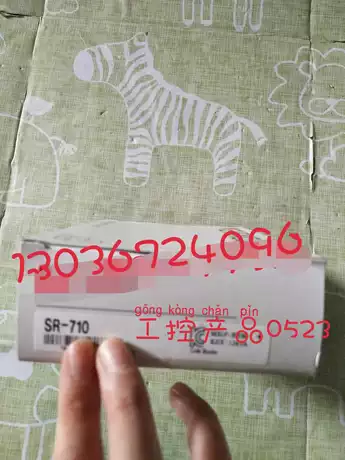 13036724096
gōng kòng chǎn pǐn
工控产品0523
SR-710